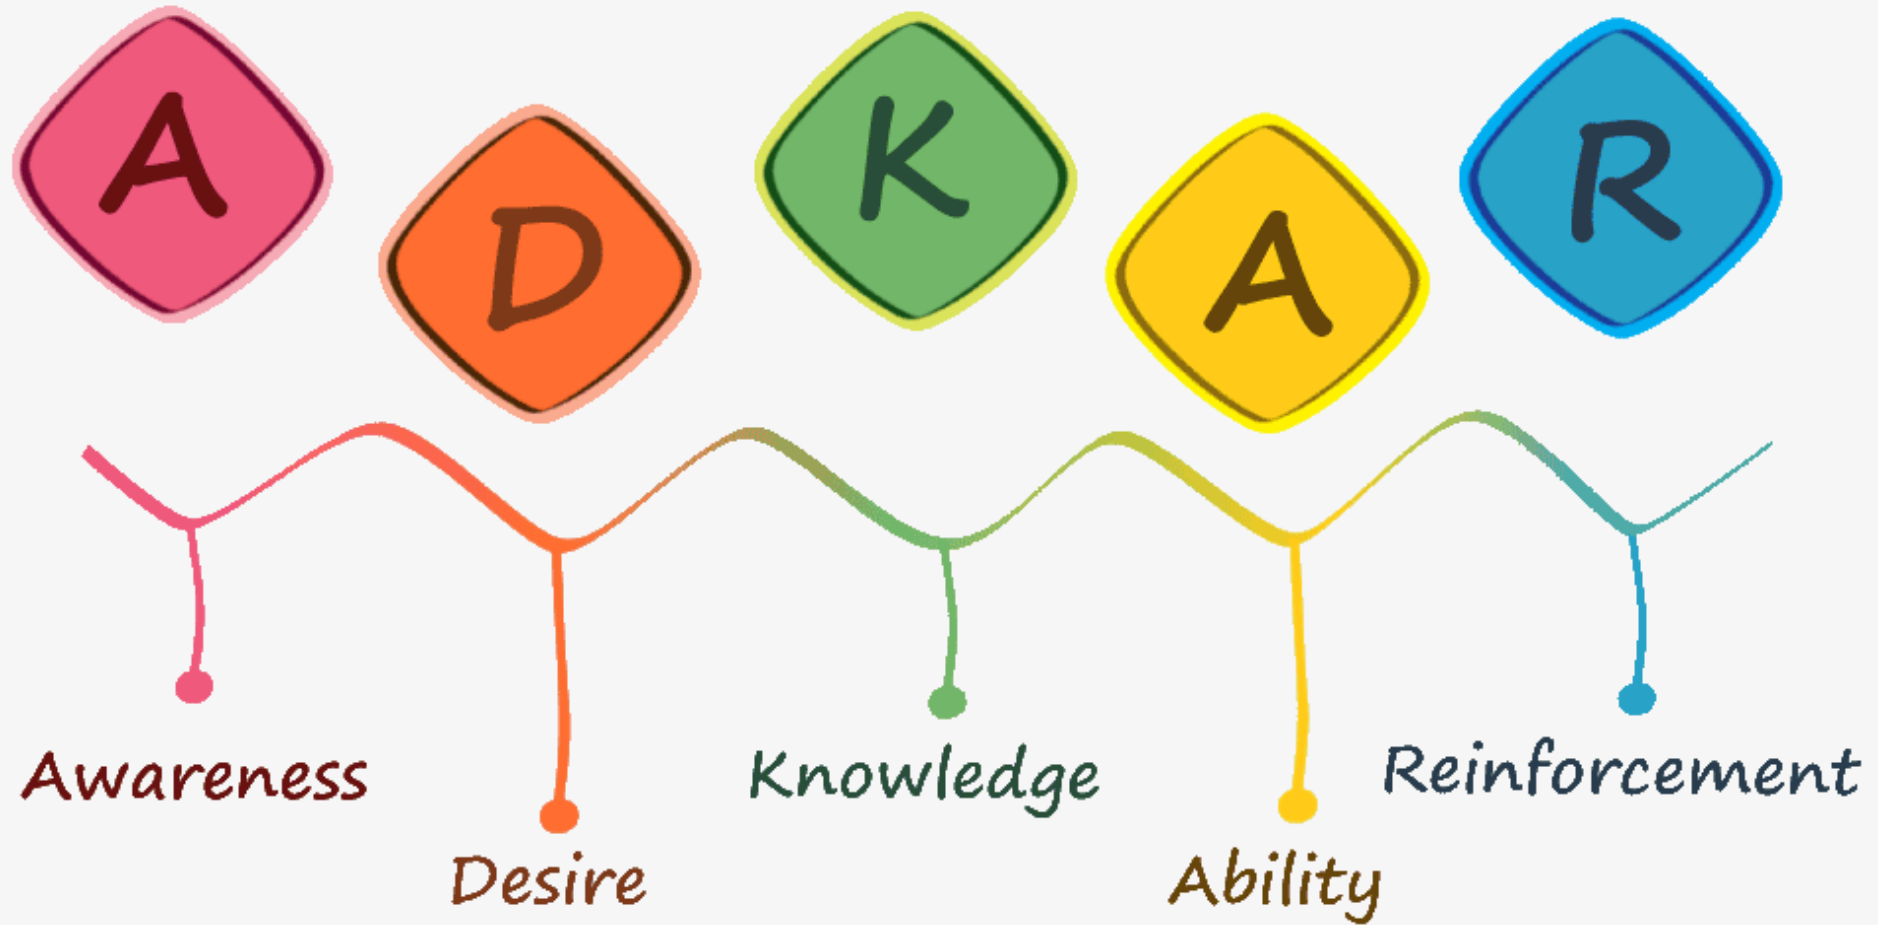 A
D
K
A
R
Awareness
Desire
Knowledge
Ability
Reinforcement